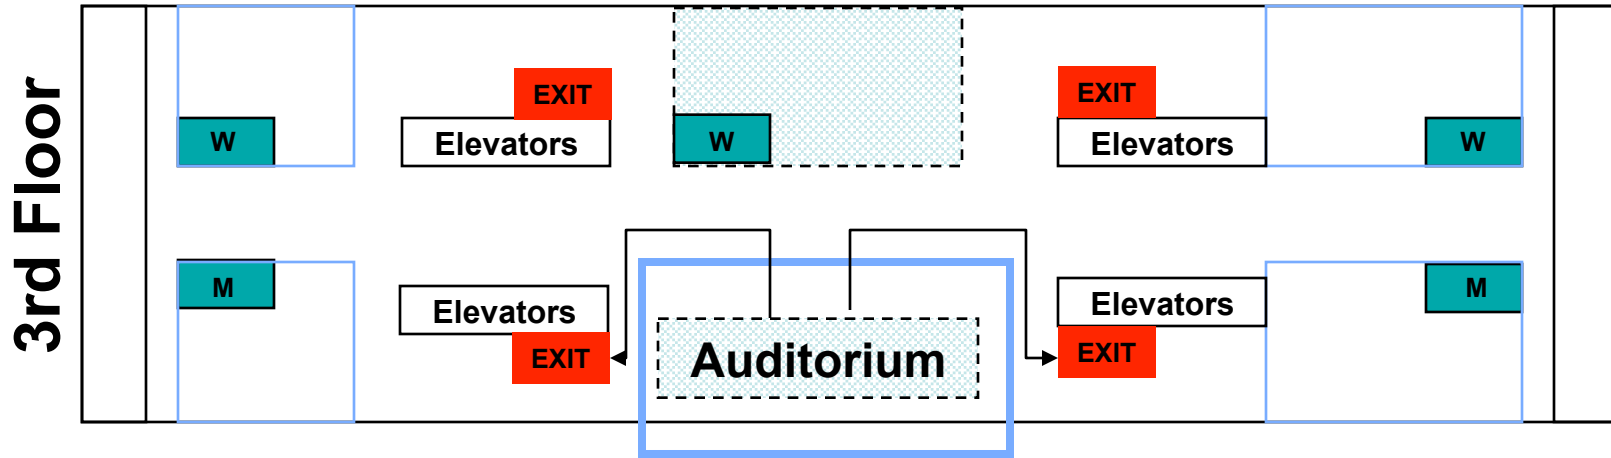 3rd Floor
EXIT
EXIT
W
Elevators
W
Elevators
W
M
Elevators
EXIT
Auditorium
Elevators
EXIT
M